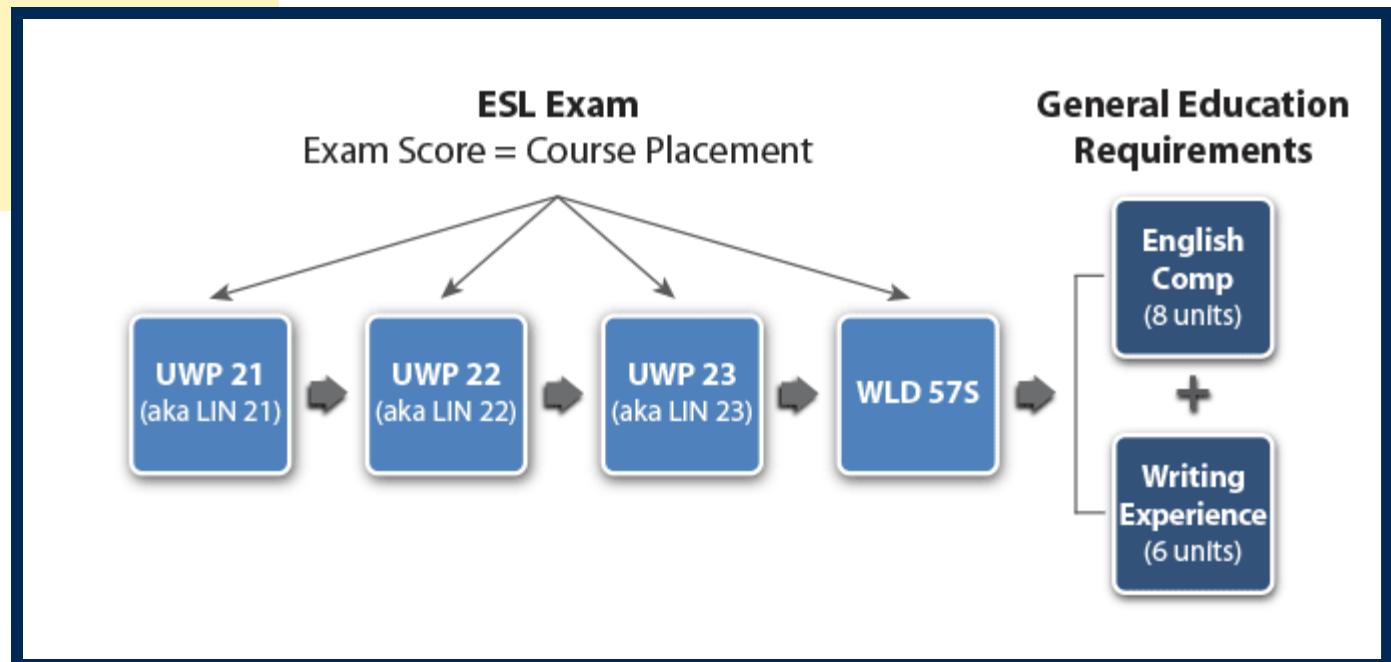 ESL Exam
Exam Score = Course Placement
General Education
Requirements
UWP 21
(aka LIN 21)
UWP 22
(aka LIN 22)
UWP 23
(aka LIN 23)
WLD 57S
English
Comp
(8 units)
+
Writing
Experience
(6 units)